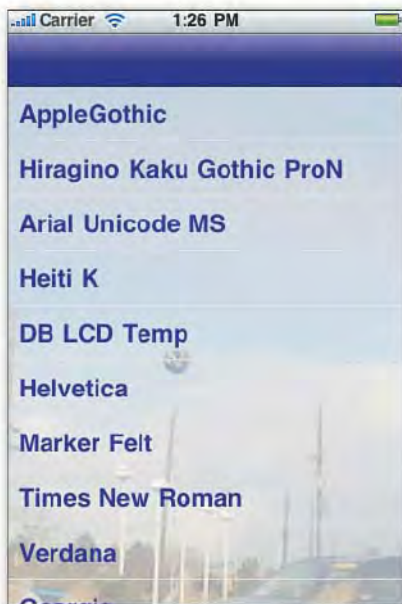 Carrier 1:26 PM
AppleGothic
Hiragino Kaku Gothic ProN
Arial Unicode MS
Heiti K
DB LCD Temp
Helvetica
Marker Felt
Times New Roman
Verdana
Georgia